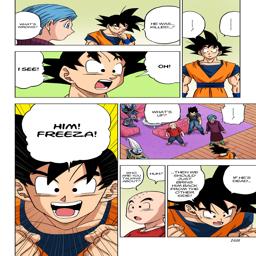 WHAT'S
WRONG?
HE WAS...
KILLED...?
I SEE!
OH!
HIM!
FREEZA!
WHAT'S
UP?
WHO
ARE YOU
TALKING
ABOUT?
HUH?
IF HE'S
DEAD...
...THEN WE
SHOULD
JUST
BRING HIM
BACK FROM
THE OTHER
SIDE!